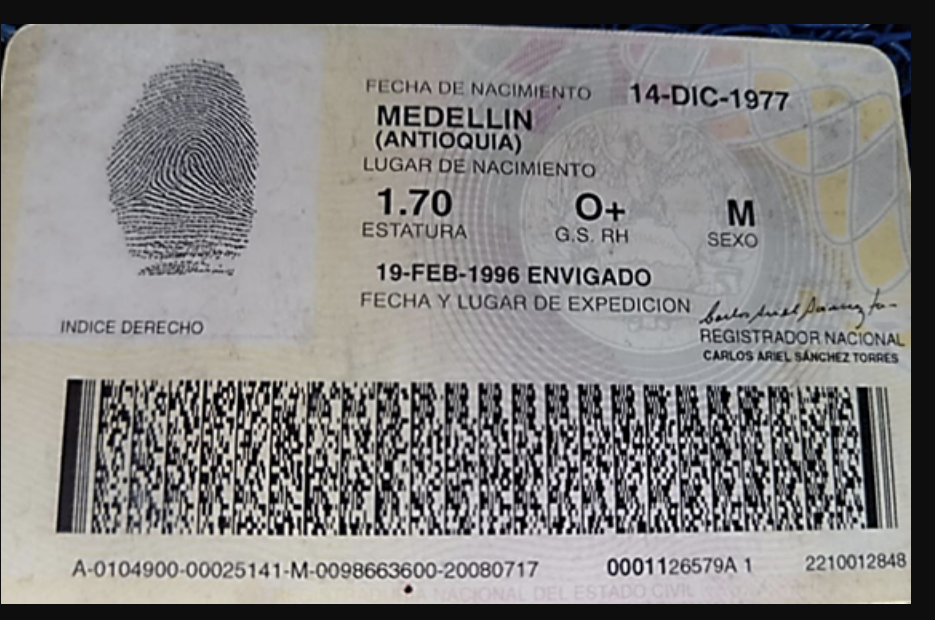 FECHA DE NACIMIENTO 14-DIC-1977
MEDELLIN
(ANTIOQUIA)
LUGAR DE NACIMIENTO
1.70 O+ M
ESTATURA G.S. RH SEXO
19-FEB-1996 ENVIGADO
FECHA Y LUGAR DE EXPEDICION
INDICE DERECHO
REGISTRADOR NACIONAL
CARLOS ARIEL SÁNCHEZ TORRES
A-0104900-00025141-M-0098663600-20080717 0001126579A 1 2210012848
NACIONAL DEL ESTADO CIVIL